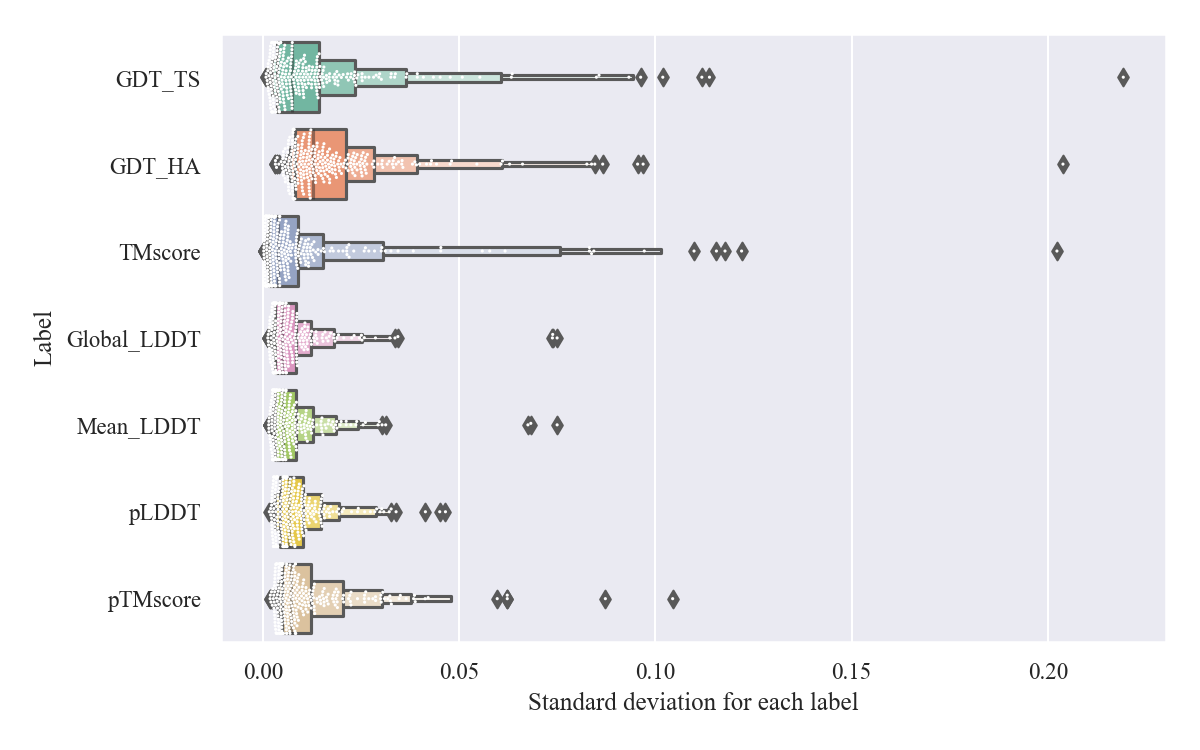 GDT_TS
GDT_HA
TMscore
Global_LDDT
Mean_LDDT
pLDDT
pTMscore
Label
0.00 0.05 0.10 0.15 0.20
Standard deviation for each label